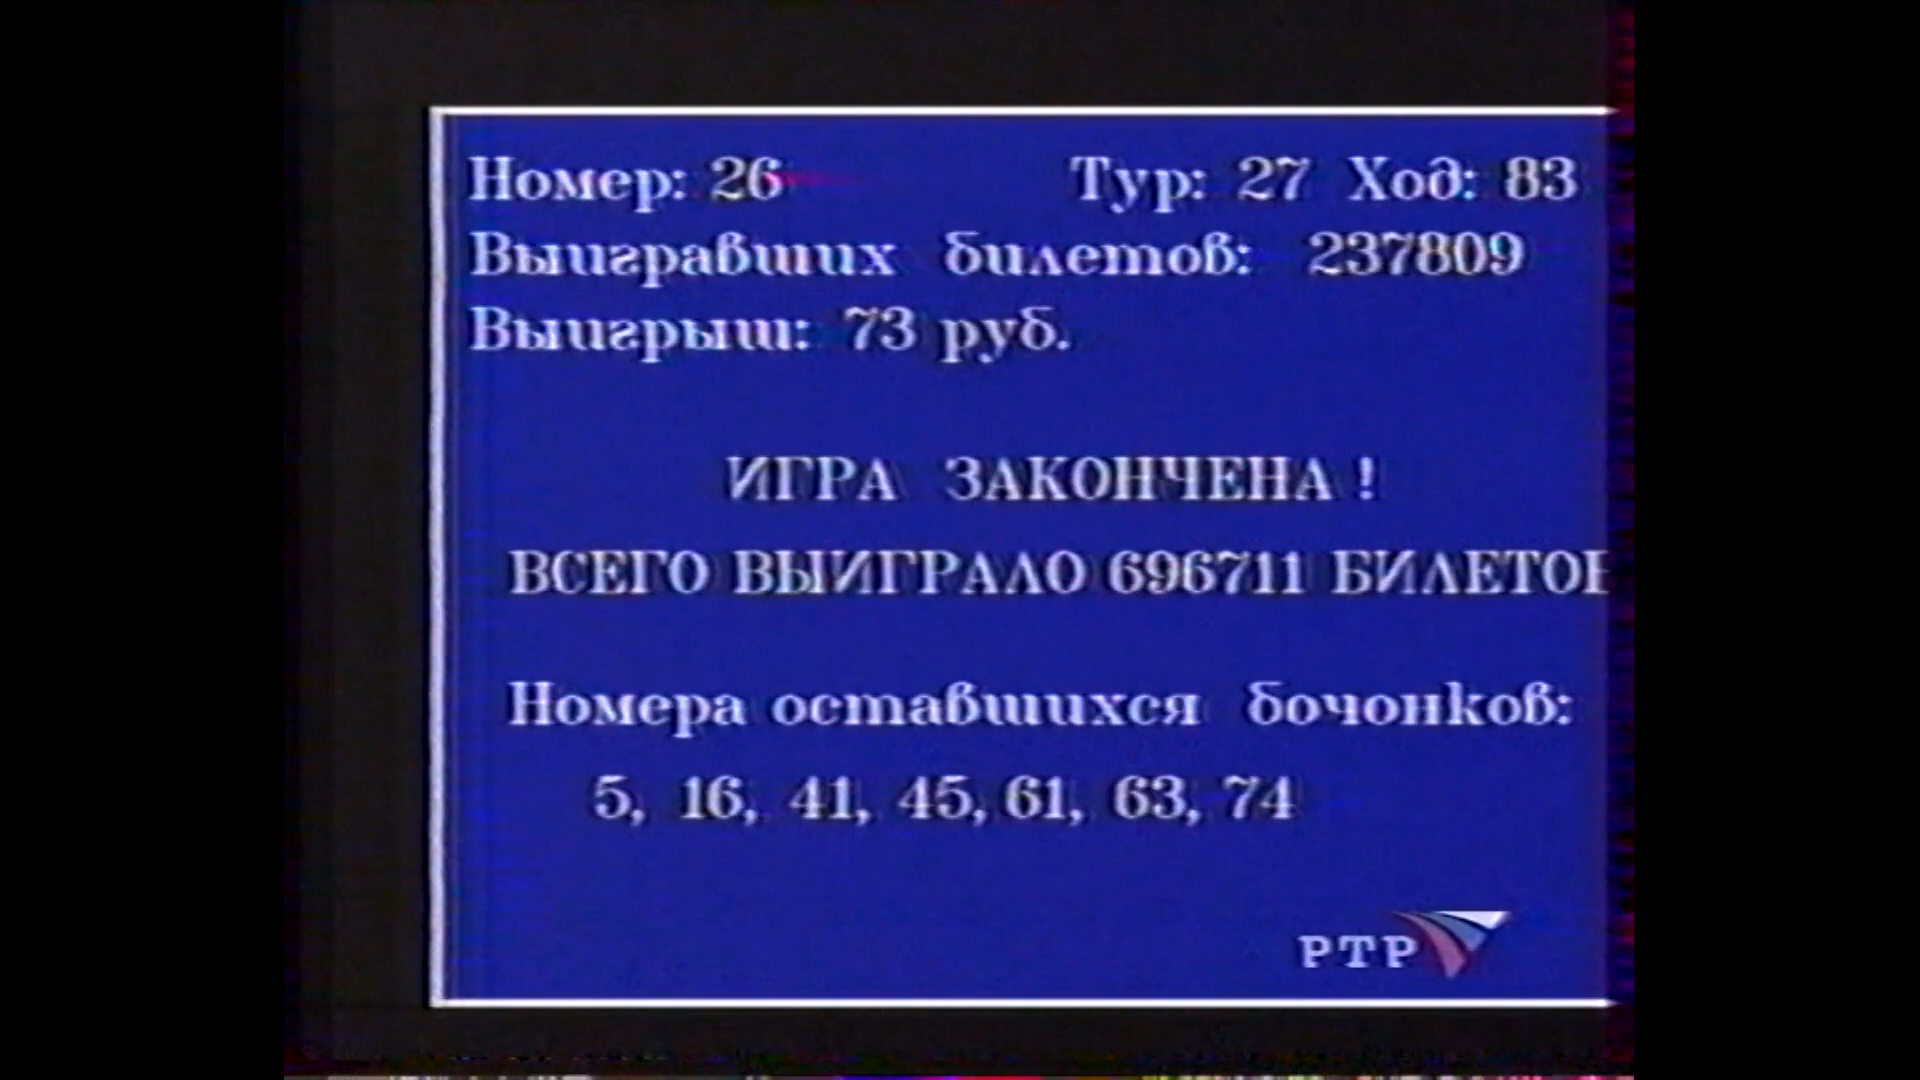 Номер: 26 Тур: 27 Ход: 83
Выигравших билетов: 237809
Выигрыш: 73 руб.
ИГРА ЗАКОНЧЕНА !
ВСЕГО ВЫИГРАЛО 696711 БИЛЕТОВ
Номера оставшихся бочонков:
5, 16, 41, 45, 61, 63, 74
РТР